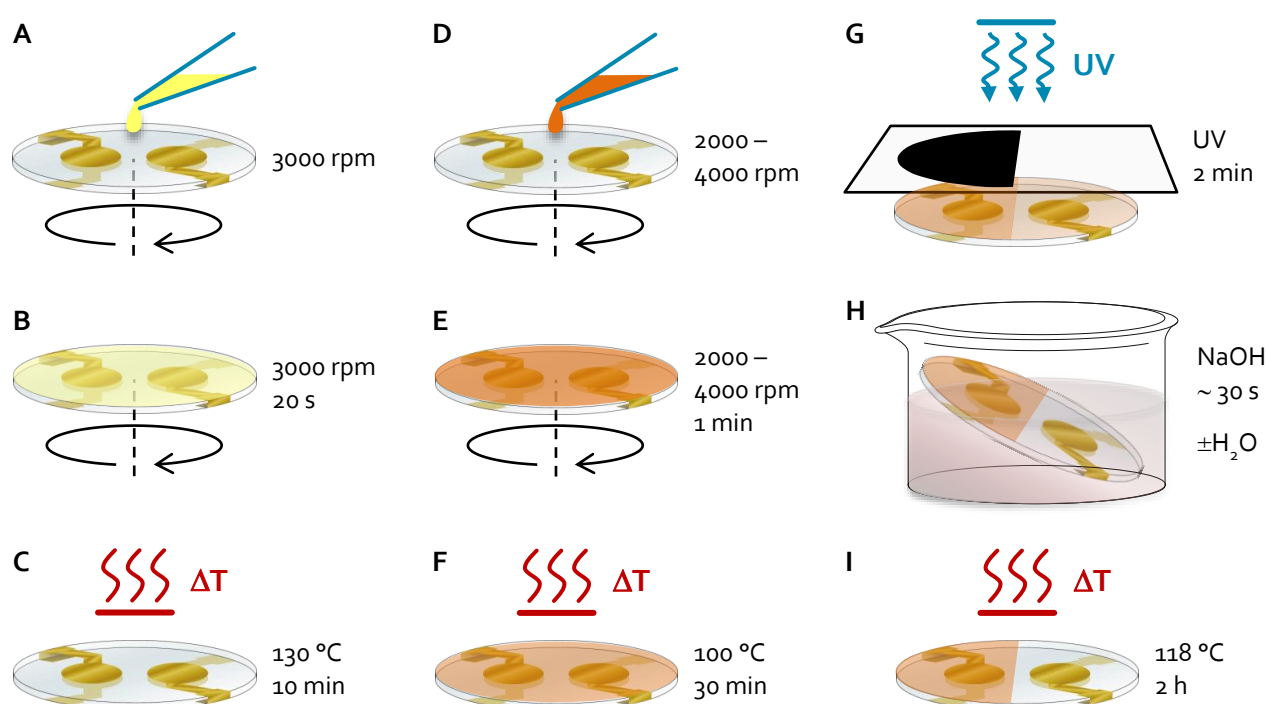 A
3000 rpm
B
3000 rpm
20 s
C
ΔT
130 °C
10 min
D
2000 –
4000 rpm
E
2000 –
4000 rpm
1 min
F
ΔT
100 °C
30 min
G
UV
UV
2 min
H
NaOH
~ 30 s
±H₂O
I
ΔT
118 °C
2 h